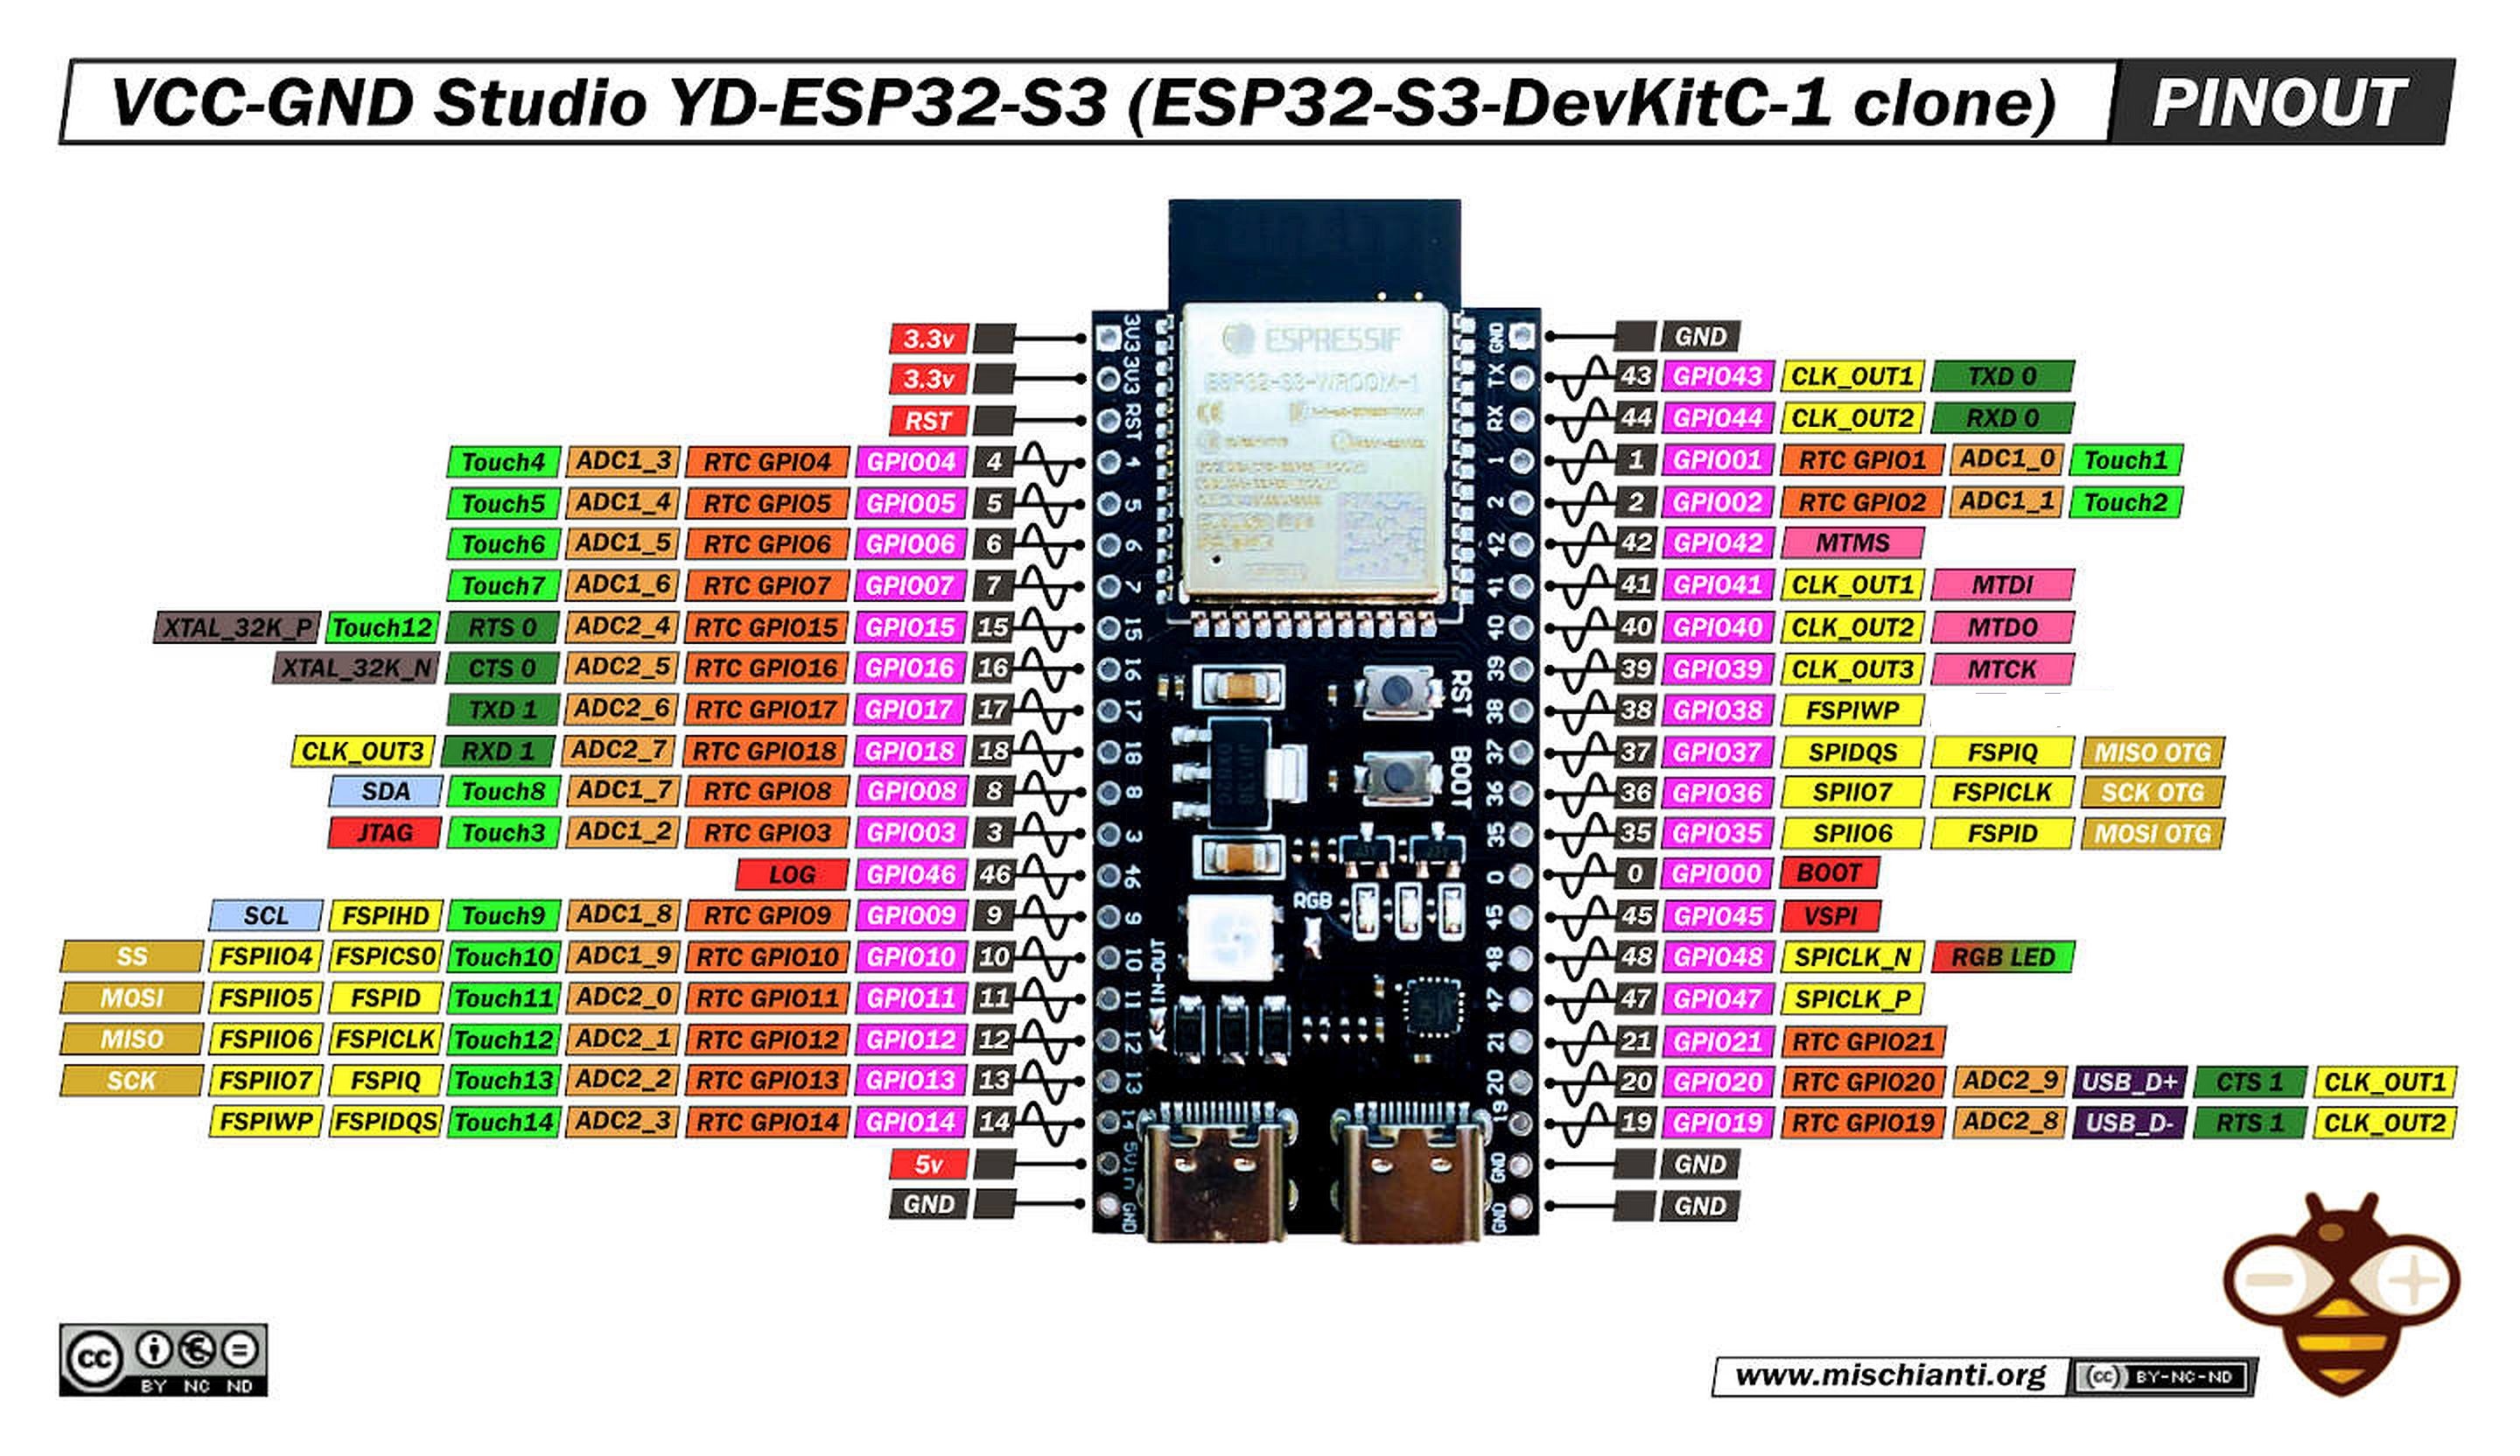 VCC-GND Studio YD-ESP32-S3 (ESP32-S3-DevKitC-1 clone) PINOUT
3.3v GND
3.3v 43 GPIO43 CLK_OUT1 TXD 0
RST 44 GPIO44 CLK_OUT2 RXD 0
Touch4 ADC1_3 RTC GPIO4 GPIO04 4 1 GPIO01 RTC GPIO1 ADC1_0 Touch1
Touch5 ADC1_4 RTC GPIO5 GPIO05 5 2 GPIO02 RTC GPIO2 ADC1_1 Touch2
Touch6 ADC1_5 RTC GPIO6 GPIO06 6 42 GPIO42 MTMS
Touch7 ADC1_6 RTC GPIO7 GPIO07 7 41 GPIO41 CLK_OUT1 MTDI
XTAL_32K_P Touch12 RTS 0 ADC2_4 RTC GPIO15 GPIO15 15 40 GPIO40 CLK_OUT2 MTDO
XTAL_32K_N CTS 0 ADC2_5 RTC GPIO16 GPIO16 16 39 GPIO39 CLK_OUT3 MTCK
TXD 1 ADC2_6 RTC GPIO17 GPIO17 17 38 GPIO38 FSPIWP
CLK_OUT3 RXD 1 ADC2_7 RTC GPIO18 GPIO18 18 37 GPIO37 SPIDQS FSPIQ MISO OTG
SDA Touch8 ADC1_7 RTC GPIO8 GPIO08 8 36 GPIO36 SPIIO7 FSPICLK SCK OTG
JTAG Touch3 ADC1_2 RTC GPIO3 GPIO03 3 35 GPIO35 SPIIO6 FSPID MOSI OTG
LOG GPIO46 46 0 GPIO00 BOOT
SCL FSPIHD Touch9 ADC1_8 RTC GPIO9 GPIO09 9 45 GPIO45 VSPI
SS FSPIIO4 FSPICS0 Touch10 ADC1_9 RTC GPIO10 GPIO10 10 48 GPIO48 SPICLK_N RGB LED
MOSI FSPIIO5 FSPID Touch11 ADC2_0 RTC GPIO11 GPIO11 11 47 GPIO47 SPICLK_P
MISO FSPIIO6 FSPICLK Touch12 ADC2_1 RTC GPIO12 GPIO12 12 21 GPIO21 RTC GPIO21
SCK FSPIIO7 FSPIQ Touch13 ADC2_2 RTC GPIO13 GPIO13 13 20 GPIO20 RTC GPIO20 ADC2_9 USB_D+ CTS 1 CLK_OUT1
FSPIWP FSPIDQS Touch14 ADC2_3 RTC GPIO14 GPIO14 14 19 GPIO19 RTC GPIO19 ADC2_8 USB_D- RTS 1 CLK_OUT2
5v GND
GND GND
3V3 3V3 RST 4 5 6 7 15 16 17 18 8 3 46 9 10 11 12 13 14 5Vin GND
GND TX RX 1 2 42 41 40 39 38 37 36 35 0 45 48 47 21 20 19 GND GND
ESPRESSIF
ESP32-S3-WROOM-1
RST
BOOT
RGB
IN-OUT
cc BY NC ND
www.mischianti.org (cc) BY-NC-ND